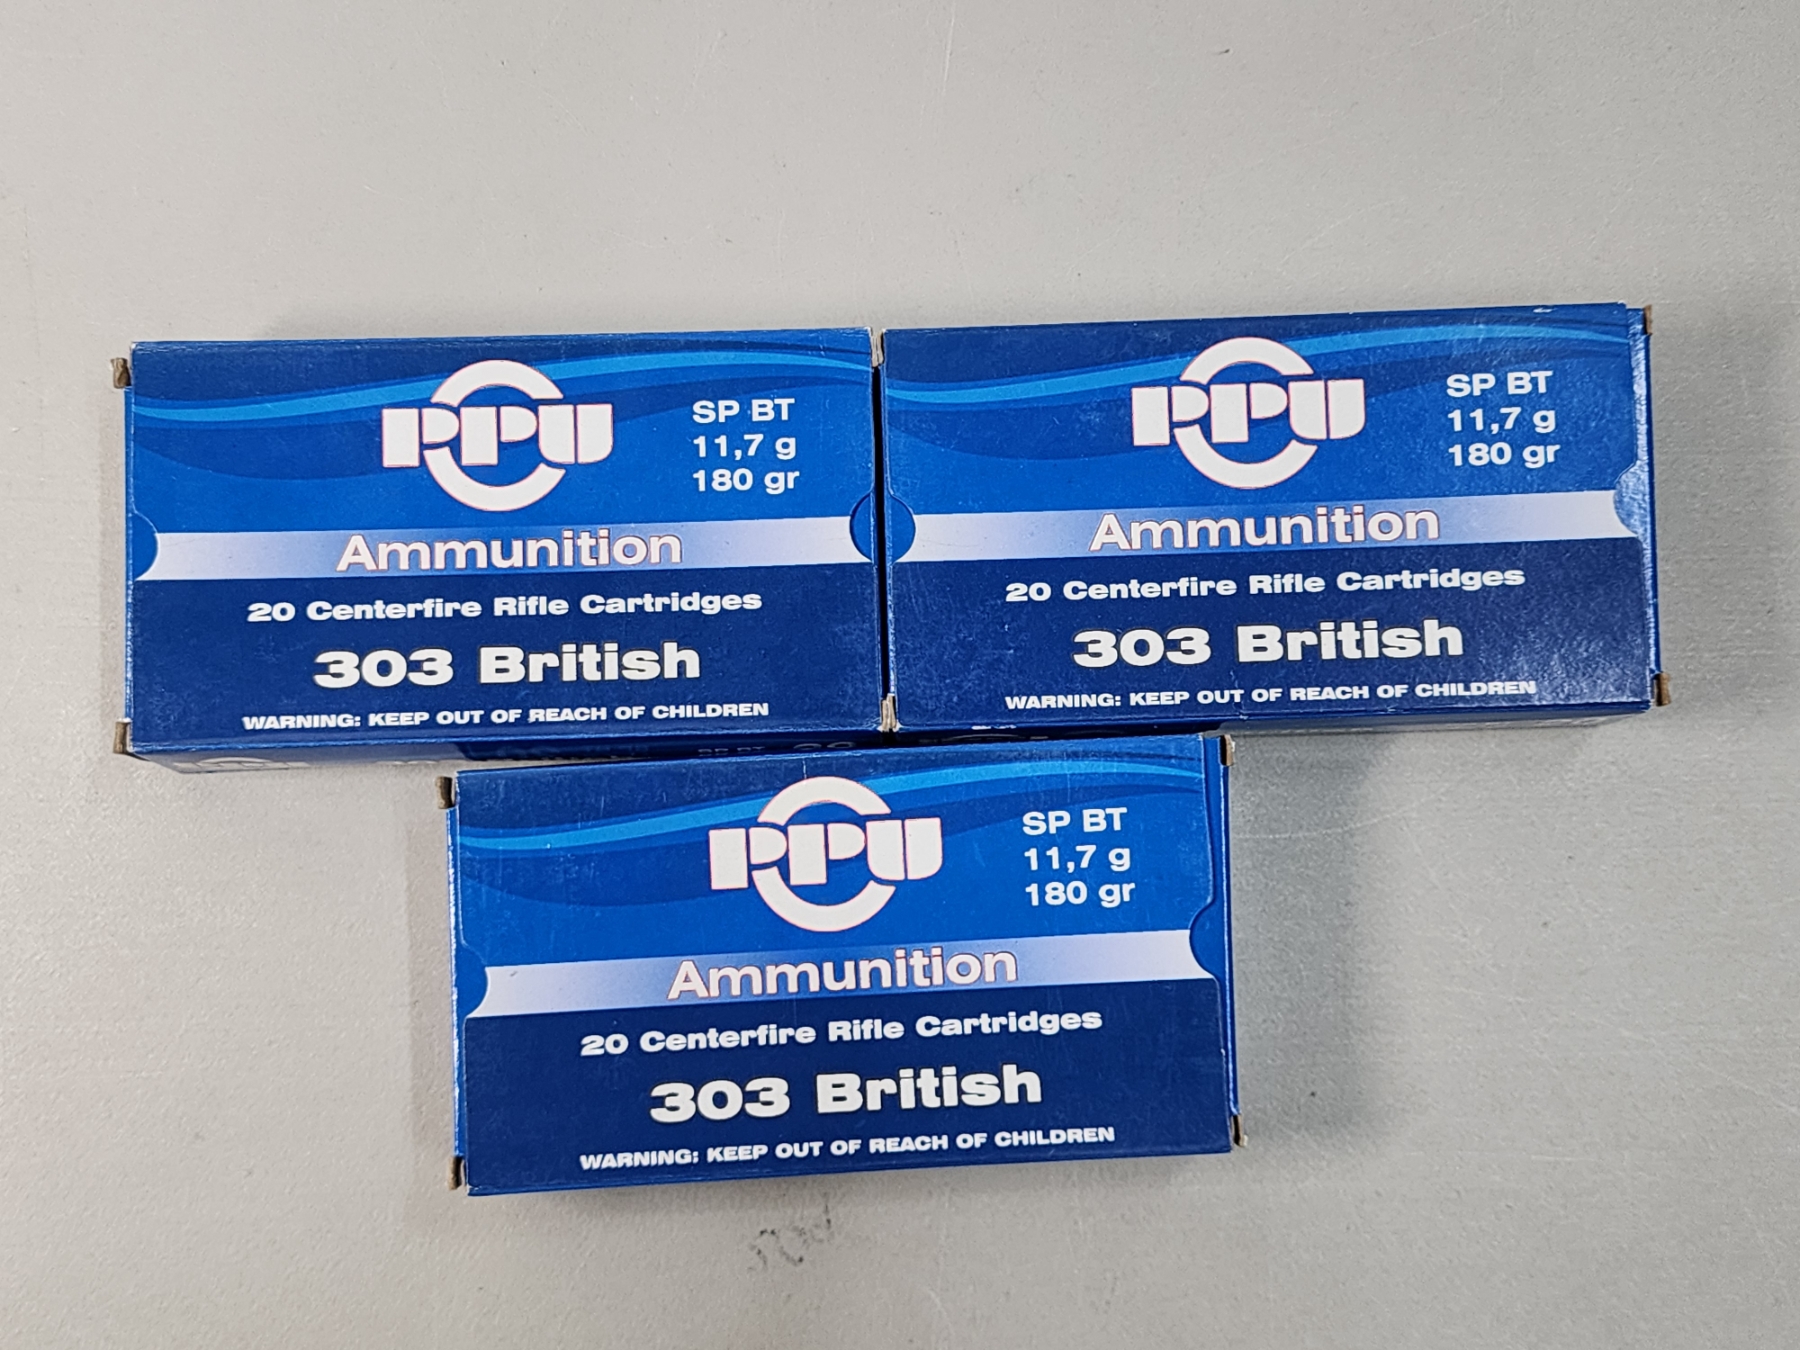 PPU
SP BT
11,7 g
180 gr
Ammunition
20 Centerfire Rifle Cartridges
303 British
WARNING: KEEP OUT OF REACH OF CHILDREN
PPU
SP BT
11,7 g
180 gr
Ammunition
20 Centerfire Rifle Cartridges
303 British
WARNING: KEEP OUT OF REACH OF CHILDREN
PPU
SP BT
11,7 g
180 gr
Ammunition
20 Centerfire Rifle Cartridges
303 British
WARNING: KEEP OUT OF REACH OF CHILDREN